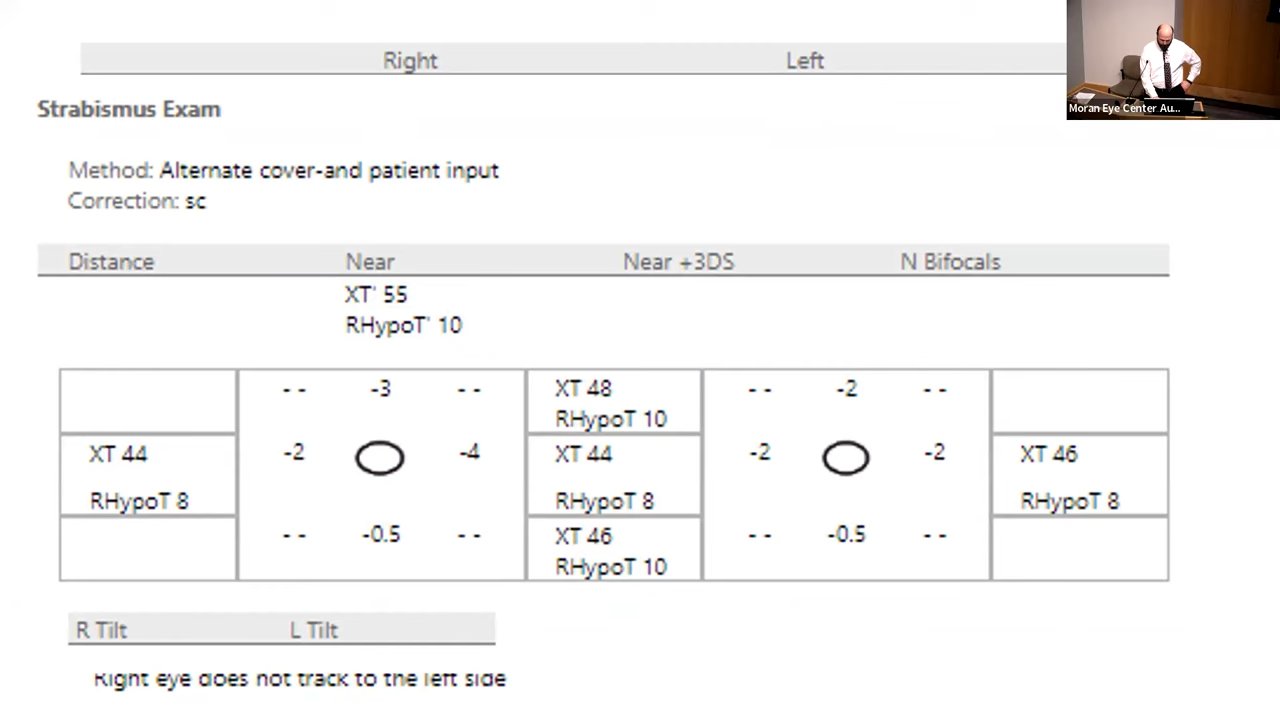 Right Left
Moran Eye Center Au...
Strabismus Exam
Method: Alternate cover-and patient input
Correction: sc
Distance Near Near +3DS N Bifocals
XT' 55
RHypoT' 10
- - -3 - - XT 48 - - -2 - -
RHypoT 10
XT 44 -2 -4 XT 44 -2 -2 XT 46
RHypoT 8 RHypoT 8 RHypoT 8
- - -0.5 - - XT 46 - - -0.5 - -
RHypoT 10
R Tilt L Tilt
Right eye does not track to the left side